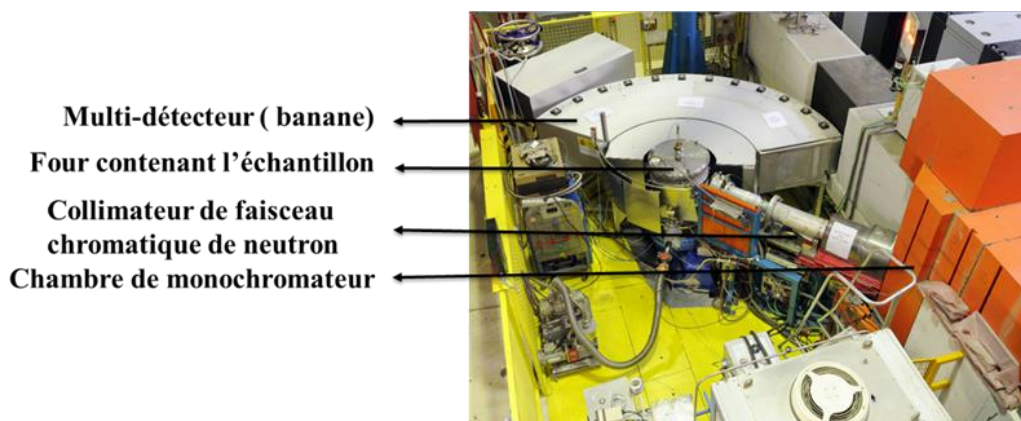 Multi-détecteur ( banane)
Four contenant l'échantillon
Collimateur de faisceau
chromatique de neutron
Chambre de monochromateur